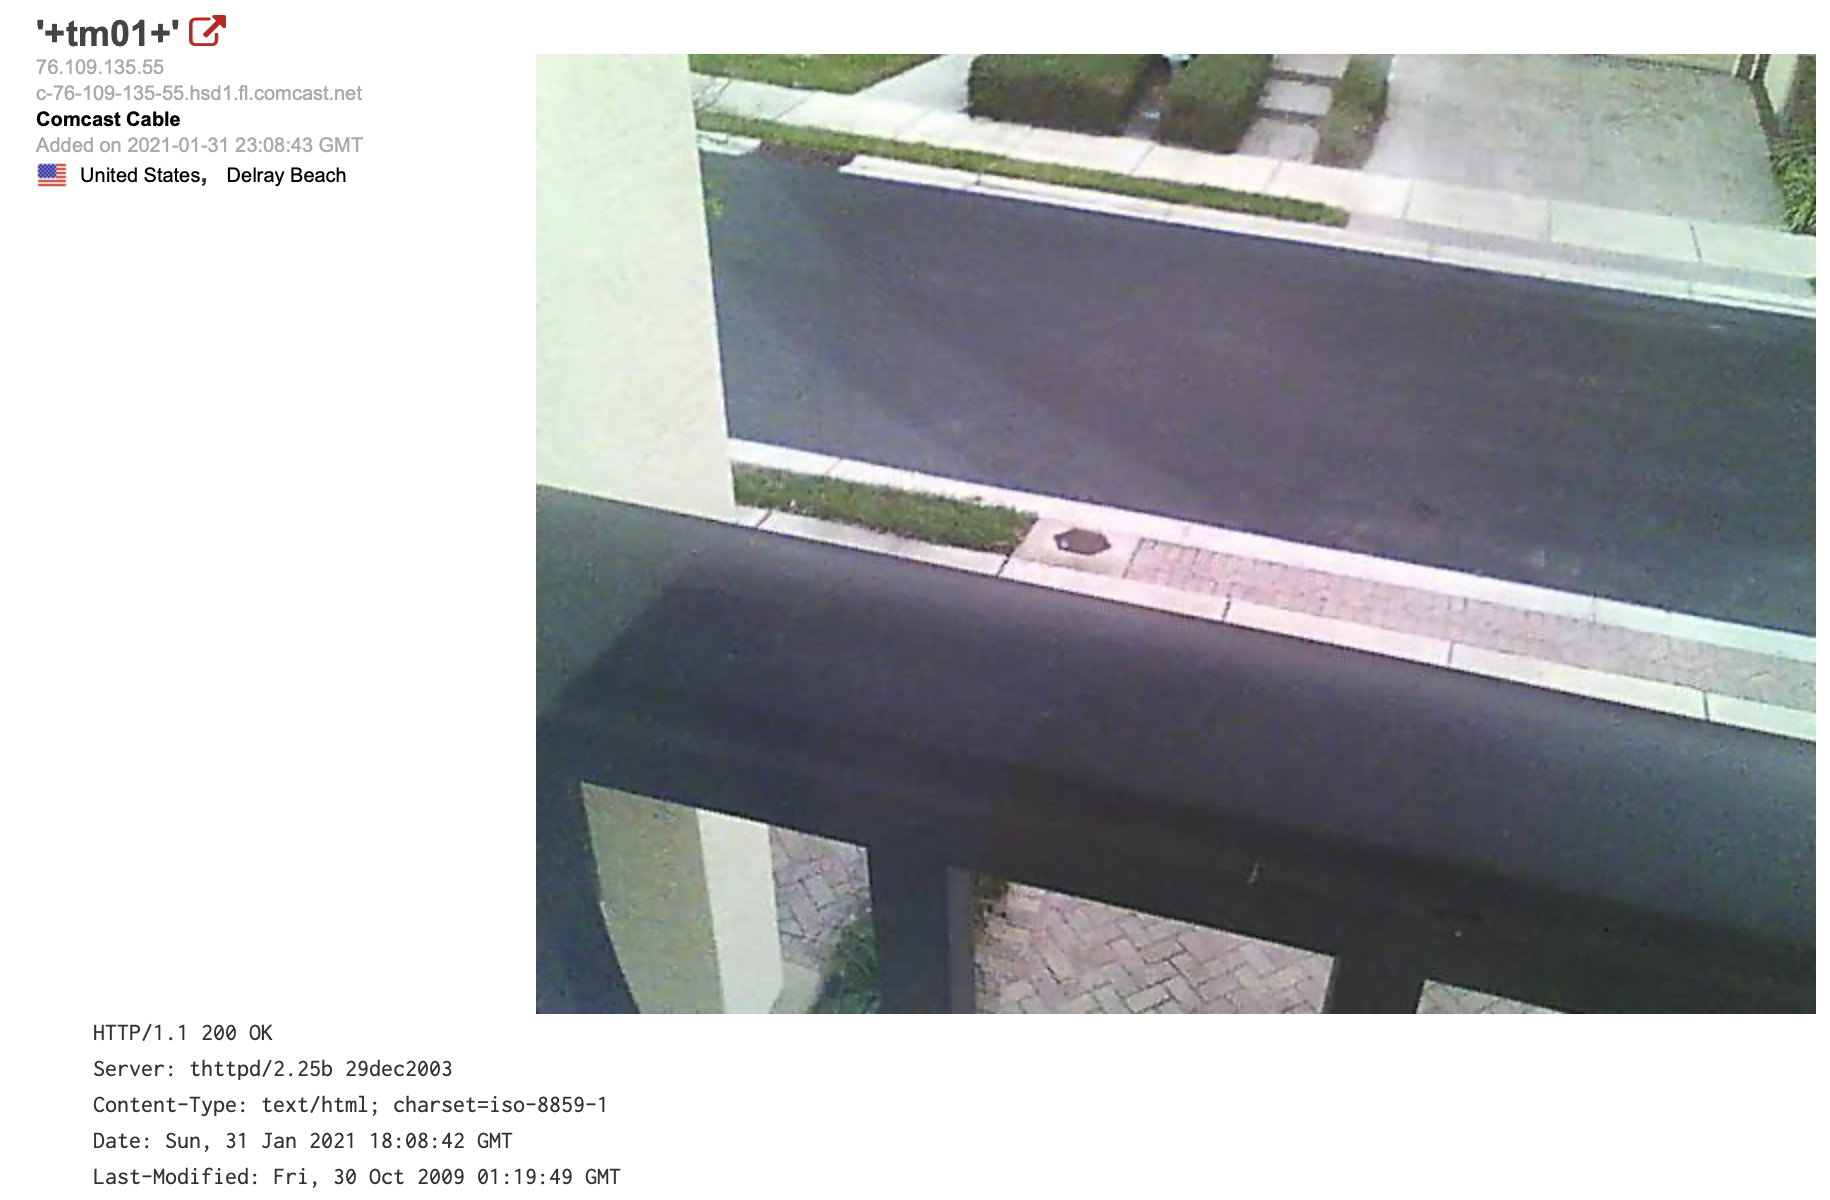 '+tm01+'
76.109.135.55
c-76-109-135-55.hsd1.fl.comcast.net
Comcast Cable
Added on 2021-01-31 23:08:43 GMT
United States, Delray Beach
HTTP/1.1 200 OK
Server: thttpd/2.25b 29dec2003
Content-Type: text/html; charset=iso-8859-1
Date: Sun, 31 Jan 2021 18:08:42 GMT
Last-Modified: Fri, 30 Oct 2009 01:19:49 GMT